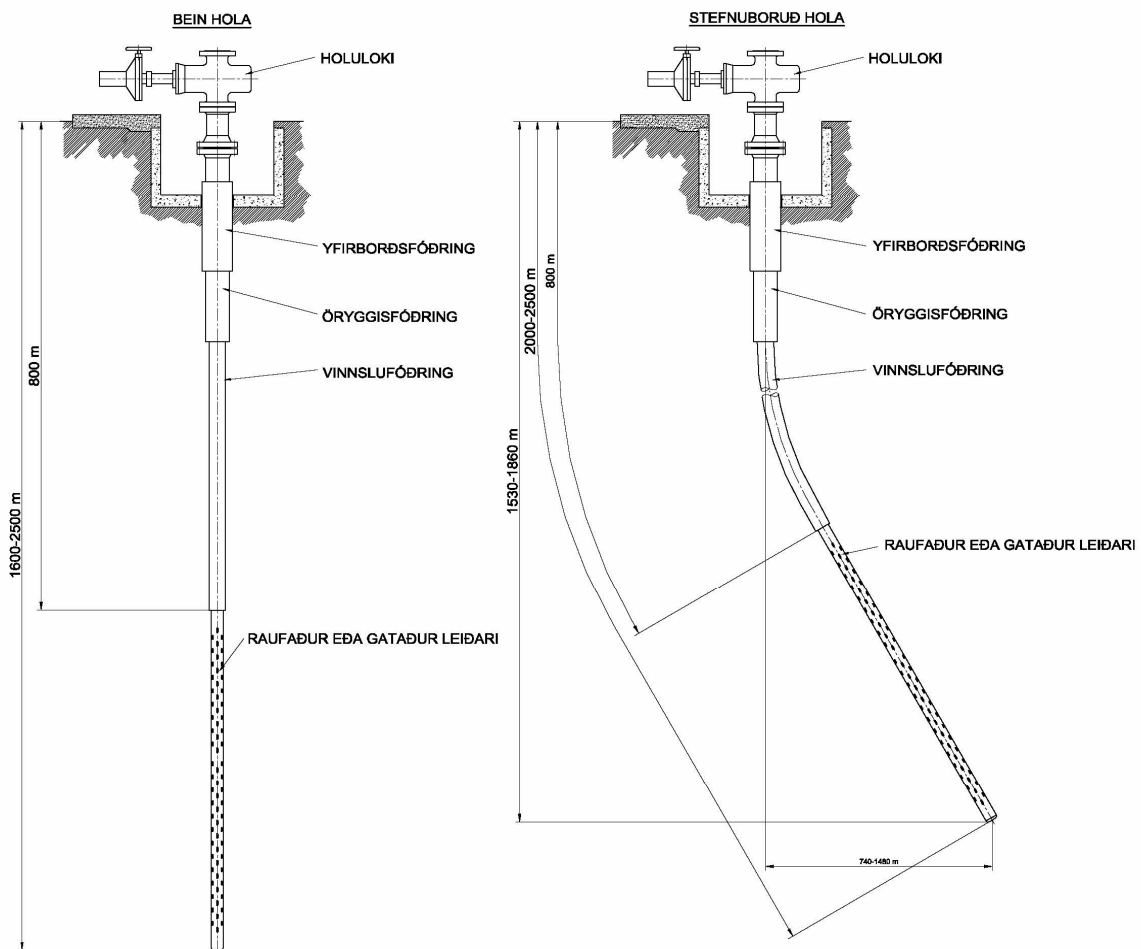 BEIN HOLA
HOLULOKI
YFIRBORÐSFÓÐRING
ÖRYGGISFÓÐRING
VINNSLUFÓÐRING
800 m
1600-2500 m
RAUFAÐUR EÐA GATAÐUR LEIÐARI
STEFNUBORUÐ HOLA
HOLULOKI
YFIRBORÐSFÓÐRING
ÖRYGGISFÓÐRING
VINNSLUFÓÐRING
800 m
2000-2500 m
1530-1860 m
RAUFAÐUR EÐA GATAÐUR LEIÐARI
740-1480 m